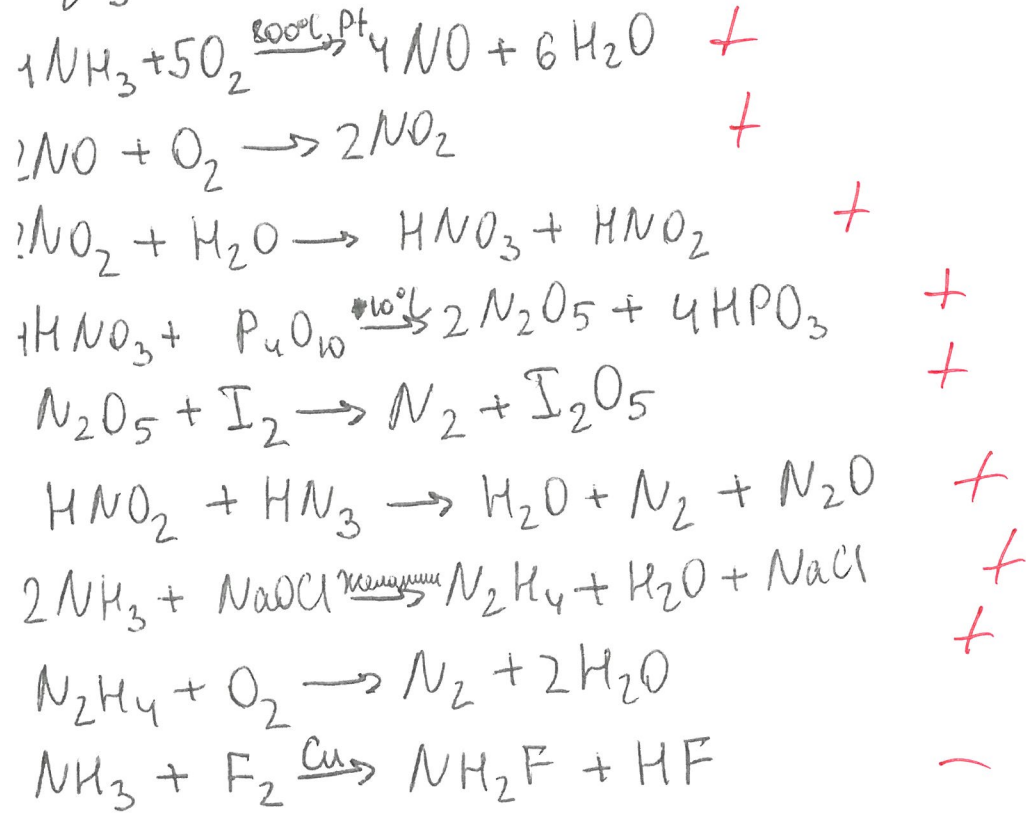 4NH₃ + 5O₂ 800°C, Pt → 4NO + 6H₂O +
2NO + O₂ → 2NO₂ +
2NO₂ + H₂O → HNO₃ + HNO₂ +
4HNO₃ + P₄O₁₀ -10°C → 2N₂O₅ + 4HPO₃ +
N₂O₅ + I₂ → N₂ + I₂O₅ +
HNO₂ + HN₃ → H₂O + N₂ + N₂O +
2NH₃ + NaOCl желатин → N₂H₄ + H₂O + NaCl +
N₂H₄ + O₂ → N₂ + 2H₂O +
NH₃ + F₂ Cu → NH₂F + HF −